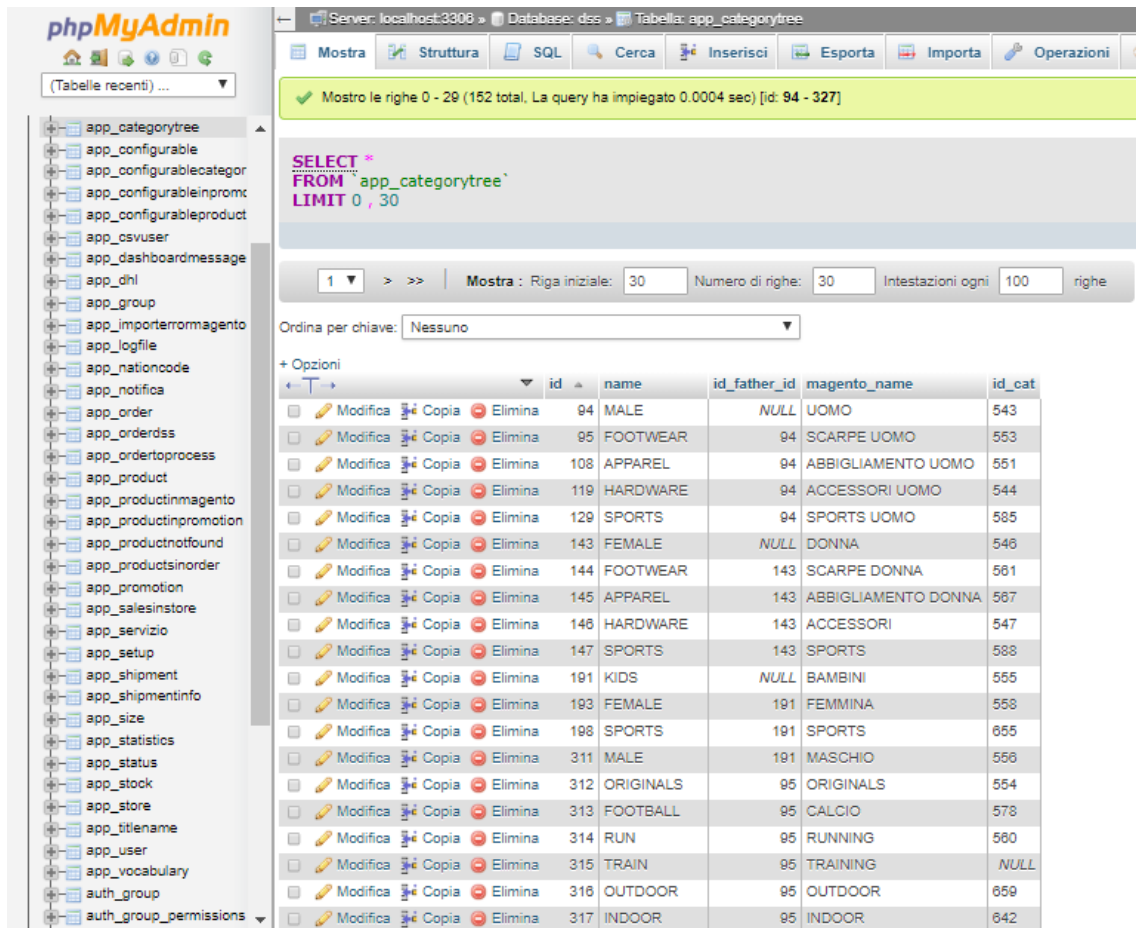 phpMyAdmin
(Tabelle recenti) ...
app_categorytree
app_configurable
app_configurablecategor
app_configurableinpromo
app_configurableproduct
app_csvuser
app_dashboardmessage
app_dhl
app_group
app_importerrormagento
app_logfile
app_nationcode
app_notifica
app_order
app_orderdss
app_ordertoprocess
app_product
app_productinmagento
app_productinpromotion
app_productnotfound
app_productsinorder
app_promotion
app_salesinstore
app_servizio
app_setup
app_shipment
app_shipmentinfo
app_size
app_statistics
app_status
app_stock
app_store
app_titlename
app_user
app_vocabulary
auth_group
auth_group_permissions
Server: localhost:3306 » Database: dss » Tabella: app_categorytree
Mostra Struttura SQL Cerca Inserisci Esporta Importa Operazioni
Mostro le righe 0 - 29 (152 total, La query ha impiegato 0.0004 sec) [id: 94 - 327]
SELECT *
FROM `app_categorytree`
LIMIT 0 , 30
1 > >> Mostra : Riga iniziale: 30 Numero di righe: 30 Intestazioni ogni 100 righe
Ordina per chiave: Nessuno
+ Opzioni
←T→ id name id_father_id magento_name id_cat
Modifica Copia Elimina 94 MALE NULL UOMO 543
Modifica Copia Elimina 95 FOOTWEAR 94 SCARPE UOMO 553
Modifica Copia Elimina 108 APPAREL 94 ABBIGLIAMENTO UOMO 551
Modifica Copia Elimina 119 HARDWARE 94 ACCESSORI UOMO 544
Modifica Copia Elimina 129 SPORTS 94 SPORTS UOMO 585
Modifica Copia Elimina 143 FEMALE NULL DONNA 546
Modifica Copia Elimina 144 FOOTWEAR 143 SCARPE DONNA 561
Modifica Copia Elimina 145 APPAREL 143 ABBIGLIAMENTO DONNA 567
Modifica Copia Elimina 146 HARDWARE 143 ACCESSORI 547
Modifica Copia Elimina 147 SPORTS 143 SPORTS 588
Modifica Copia Elimina 191 KIDS NULL BAMBINI 555
Modifica Copia Elimina 193 FEMALE 191 FEMMINA 558
Modifica Copia Elimina 198 SPORTS 191 SPORTS 655
Modifica Copia Elimina 311 MALE 191 MASCHIO 556
Modifica Copia Elimina 312 ORIGINALS 95 ORIGINALS 554
Modifica Copia Elimina 313 FOOTBALL 95 CALCIO 578
Modifica Copia Elimina 314 RUN 95 RUNNING 560
Modifica Copia Elimina 315 TRAIN 95 TRAINING NULL
Modifica Copia Elimina 316 OUTDOOR 95 OUTDOOR 659
Modifica Copia Elimina 317 INDOOR 95 INDOOR 642